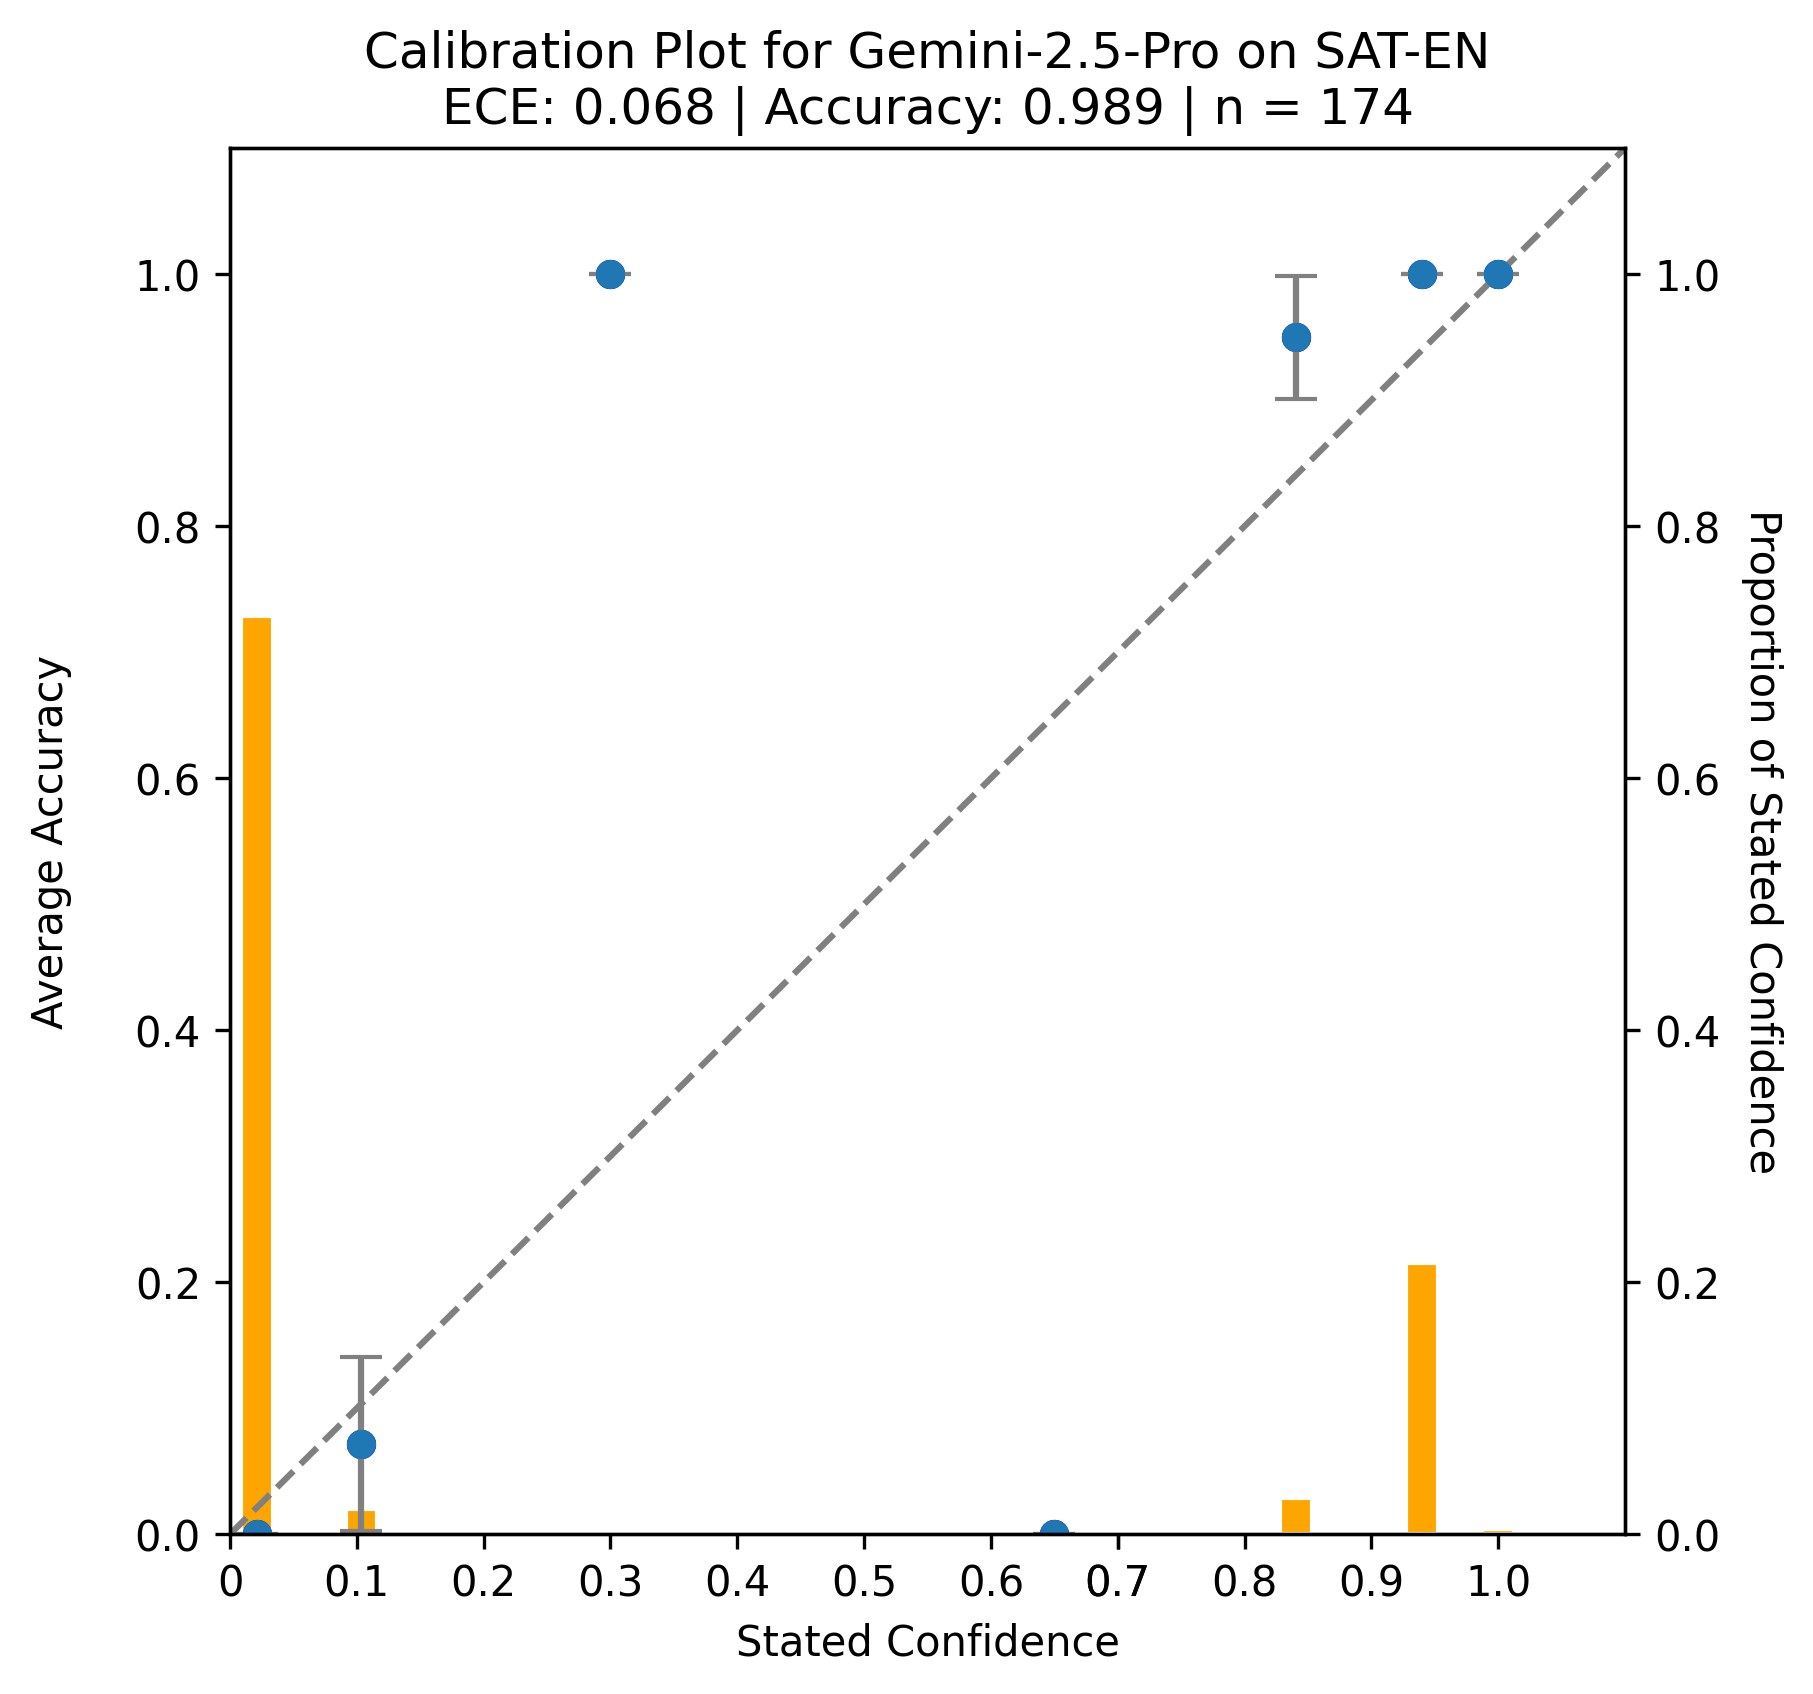 Calibration Plot for Gemini-2.5-Pro on SAT-EN
ECE: 0.068 | Accuracy: 0.989 | n = 174
Average Accuracy
1.0
0.8
0.6
0.4
0.2
0.0
1.0
0.8
0.6
0.4
0.2
0.0
Proportion of Stated Confidence
0 0.1 0.2 0.3 0.4 0.5 0.6 0.7 0.8 0.9 1.0
Stated Confidence